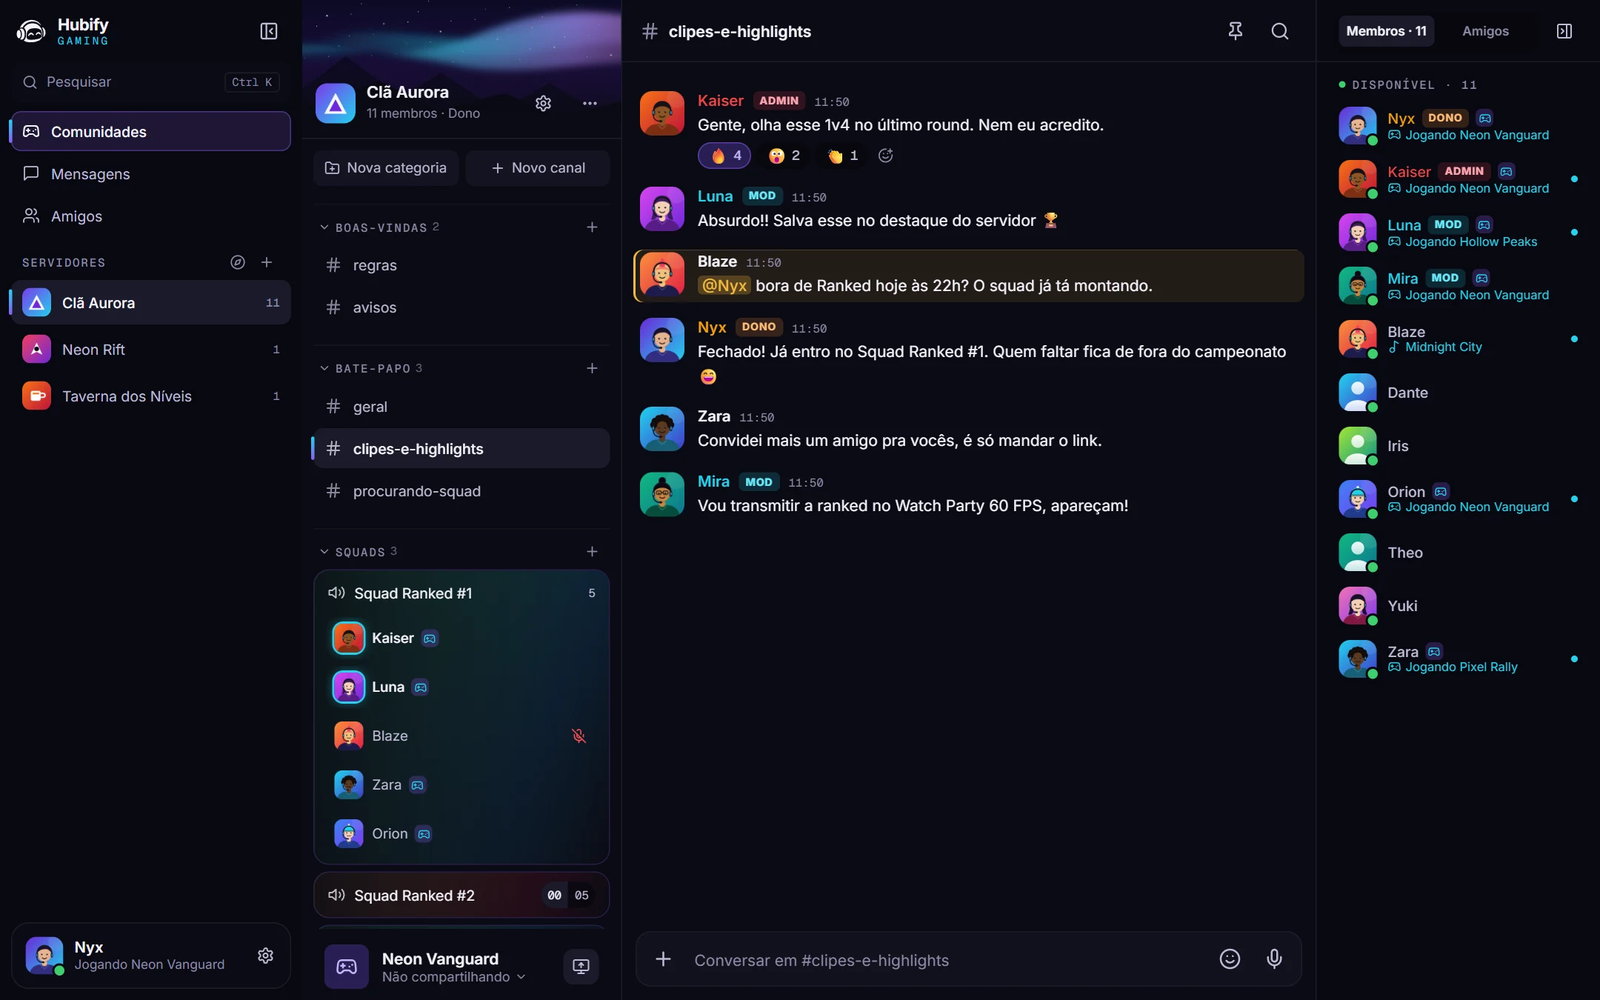 Hubify
GAMING
Pesquisar
Ctrl K
Comunidades
Mensagens
Amigos
SERVIDORES
Clã Aurora
11
Neon Rift
1
Taverna dos Níveis
1
Nyx
Jogando Neon Vanguard
Clã Aurora
11 membros · Dono
Nova categoria
Novo canal
BOAS-VINDAS 2
# regras
# avisos
BATE-PAPO 3
# geral
# clipes-e-highlights
# procurando-squad
SQUADS 3
Squad Ranked #1
5
Kaiser
Luna
Blaze
Zara
Orion
Squad Ranked #2
00 05
Neon Vanguard
Não compartilhando
# clipes-e-highlights
Kaiser ADMIN 11:50
Gente, olha esse 1v4 no último round. Nem eu acredito.
🔥 4 😱 2 👏 1
Luna MOD 11:50
Absurdo!! Salva esse no destaque do servidor 🏆
Blaze 11:50
@Nyx bora de Ranked hoje às 22h? O squad já tá montando.
Nyx DONO 11:50
Fechado! Já entro no Squad Ranked #1. Quem faltar fica de fora do campeonato
😄
Zara 11:50
Convidei mais um amigo pra vocês, é só mandar o link.
Mira MOD 11:50
Vou transmitir a ranked no Watch Party 60 FPS, apareçam!
Conversar em #clipes-e-highlights
Membros · 11
Amigos
DISPONÍVEL · 11
Nyx DONO
Jogando Neon Vanguard
Kaiser ADMIN
Jogando Neon Vanguard
Luna MOD
Jogando Hollow Peaks
Mira MOD
Jogando Neon Vanguard
Blaze
Midnight City
Dante
Iris
Orion
Jogando Neon Vanguard
Theo
Yuki
Zara
Jogando Pixel Rally